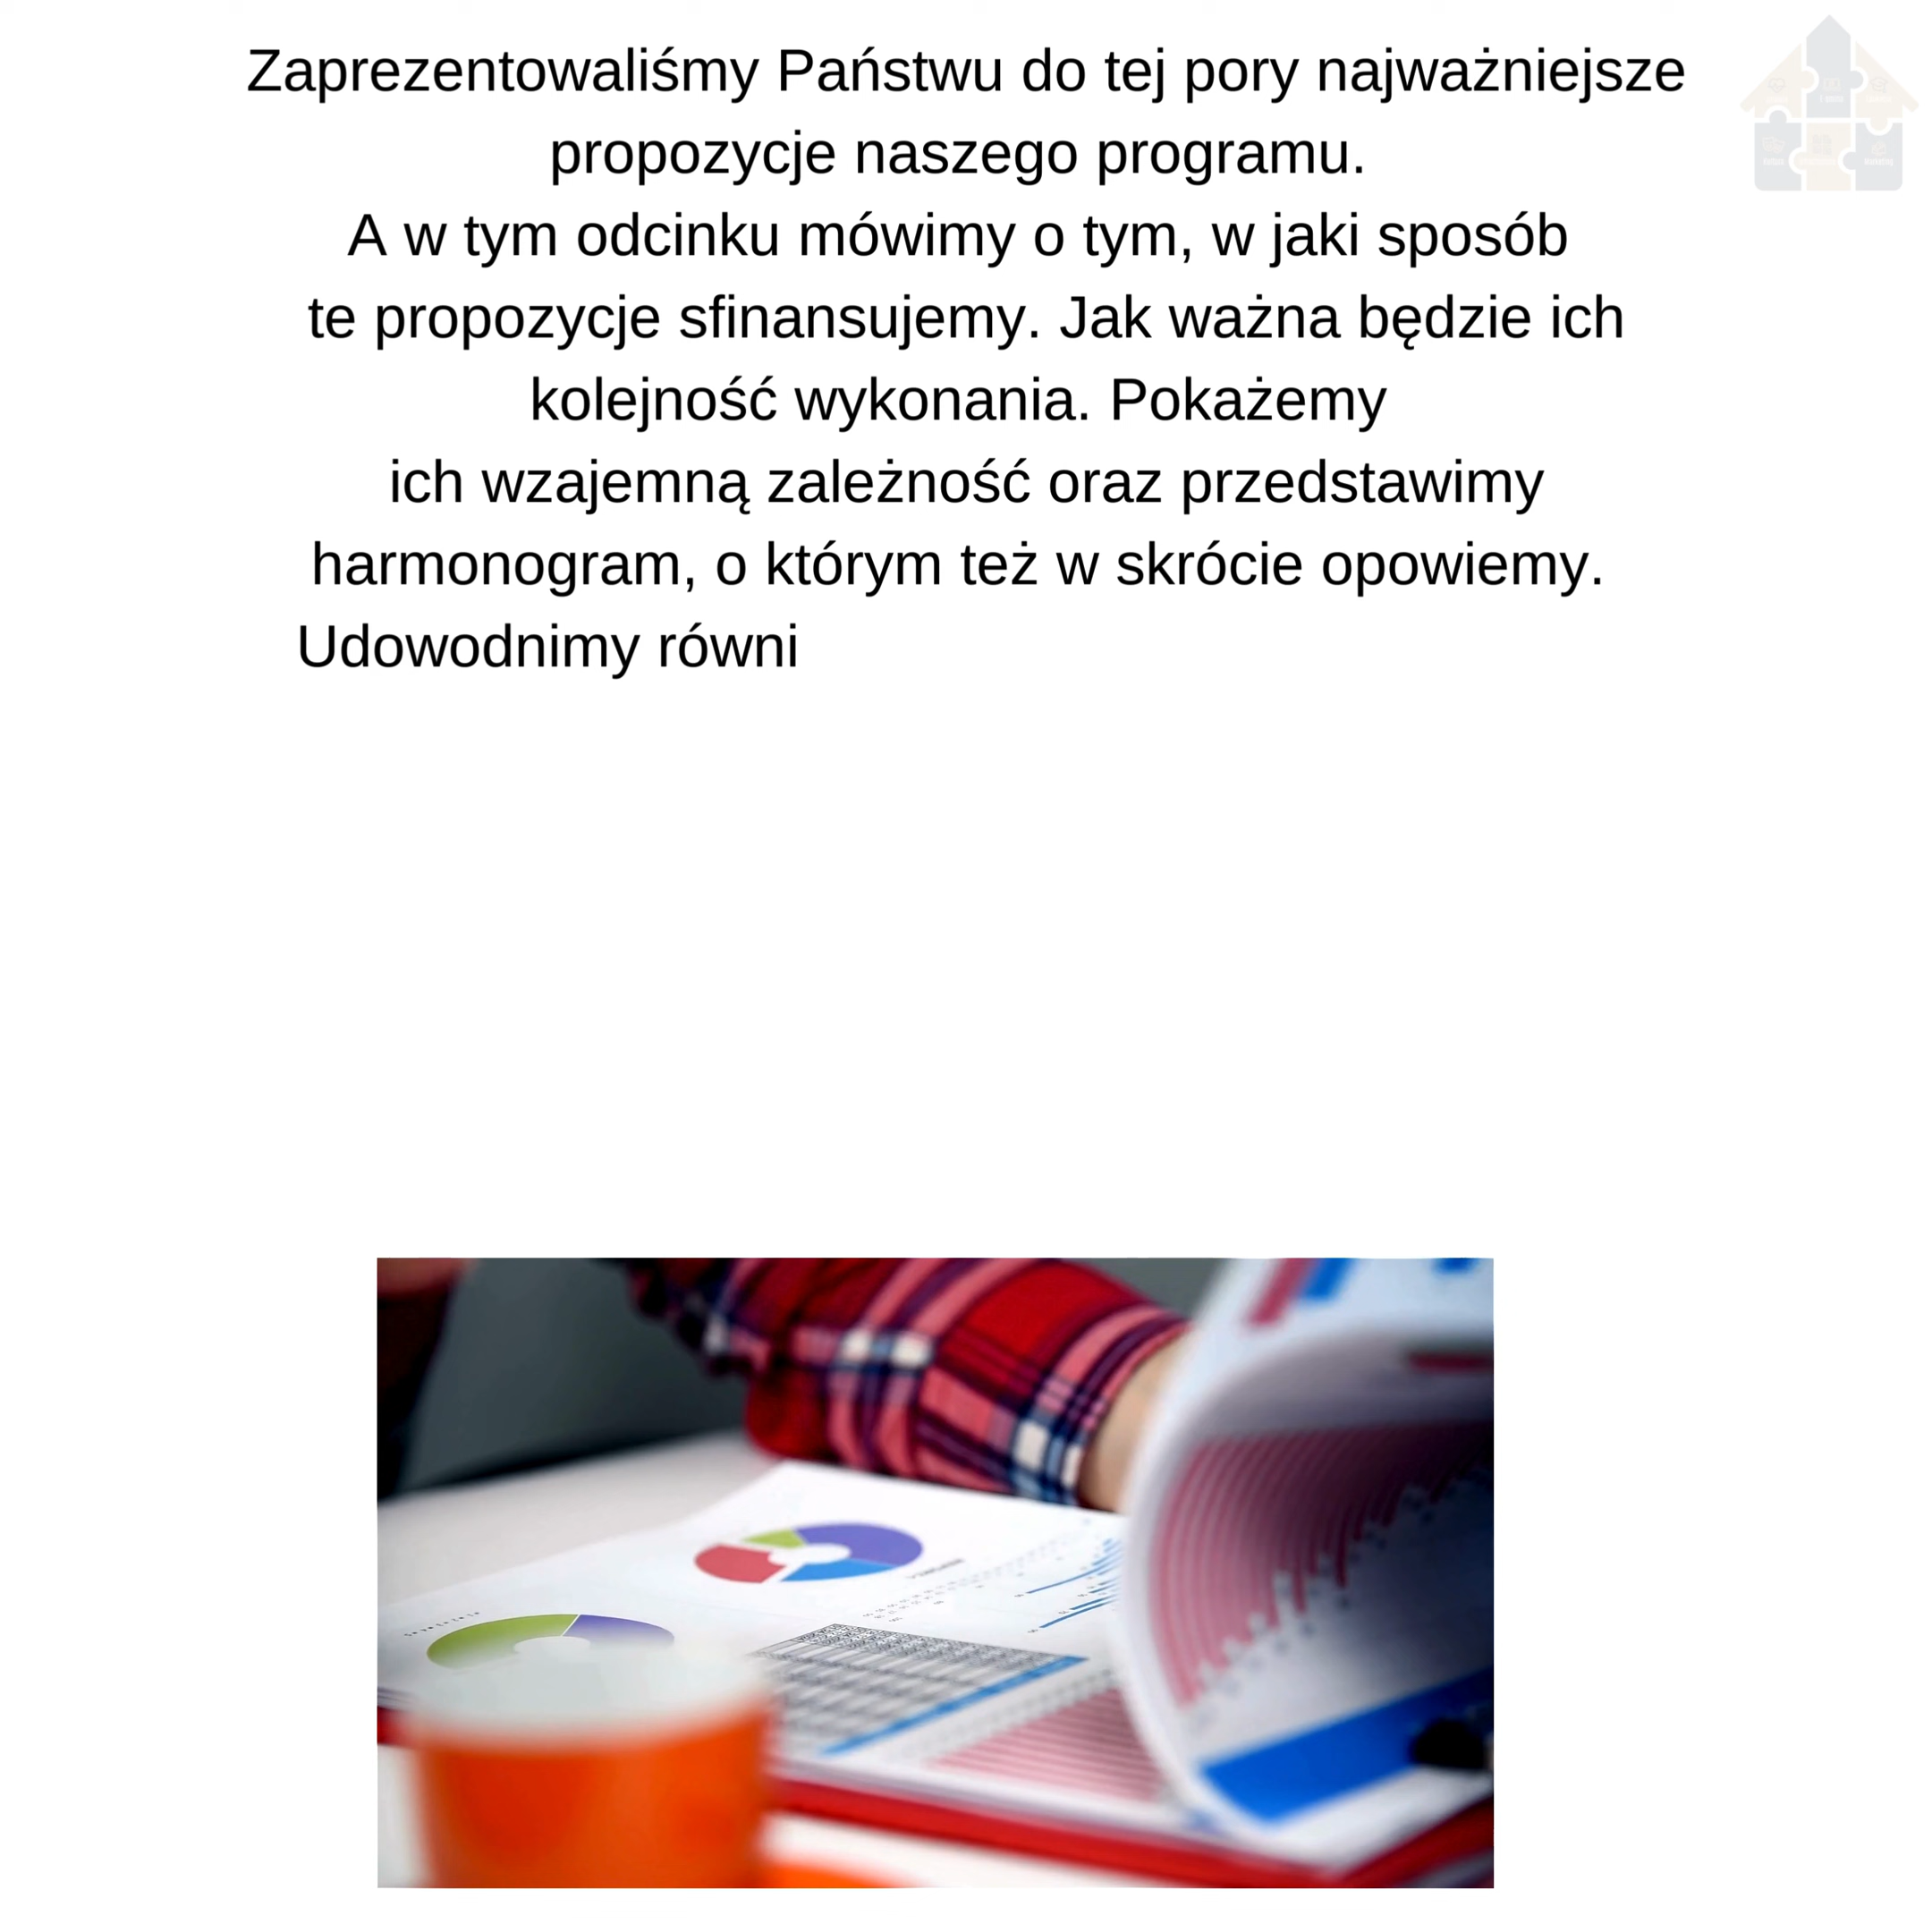 Zaprezentowaliśmy Państwu do tej pory najważniejsze
propozycje naszego programu.
A w tym odcinku mówimy o tym, w jaki sposób
te propozycje sfinansujemy. Jak ważna będzie ich
kolejność wykonania. Pokażemy
ich wzajemną zależność oraz przedstawimy
harmonogram, o którym też w skrócie opowiemy.
Udowodnimy równi